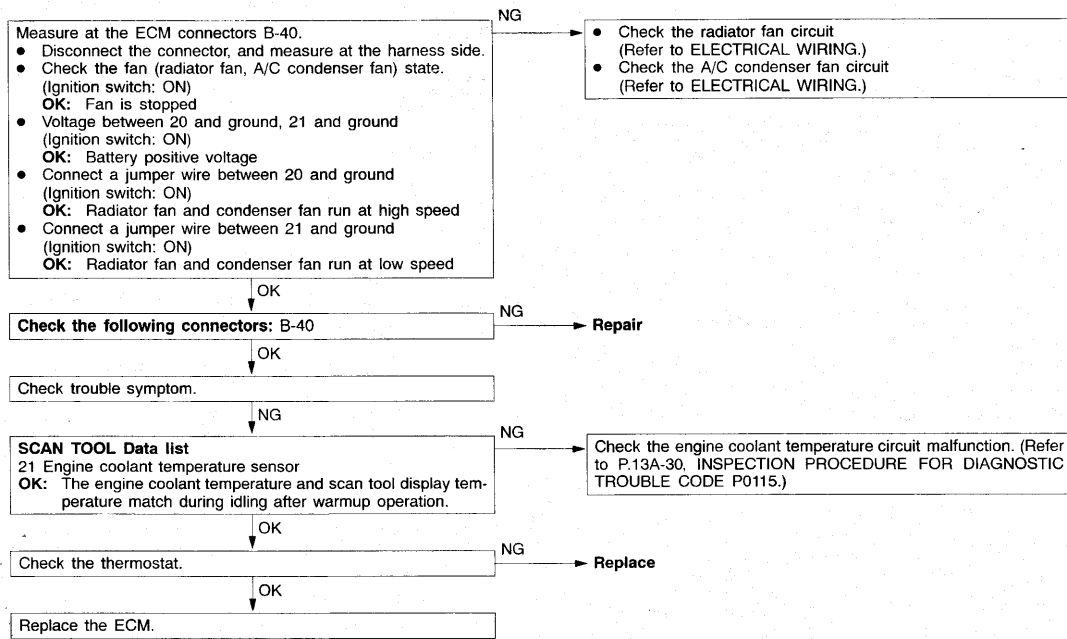 Measure at the ECM connectors B-40.
● Disconnect the connector, and measure at the harness side.
● Check the fan (radiator fan, A/C condenser fan) state.
(Ignition switch: ON)
OK: Fan is stopped
● Voltage between 20 and ground, 21 and ground
(Ignition switch: ON)
OK: Battery positive voltage
● Connect a jumper wire between 20 and ground
(Ignition switch: ON)
OK: Radiator fan and condenser fan run at high speed
● Connect a jumper wire between 21 and ground
(Ignition switch: ON)
OK: Radiator fan and condenser fan run at low speed
NG
● Check the radiator fan circuit
(Refer to ELECTRICAL WIRING.)
● Check the A/C condenser fan circuit
(Refer to ELECTRICAL WIRING.)
OK
Check the following connectors: B-40
NG
Repair
OK
Check trouble symptom.
NG
SCAN TOOL Data list
21 Engine coolant temperature sensor
OK: The engine coolant temperature and scan tool display tem-
perature match during idling after warmup operation.
NG
Check the engine coolant temperature circuit malfunction. (Refer
to P.13A-30, INSPECTION PROCEDURE FOR DIAGNOSTIC
TROUBLE CODE P0115.)
OK
Check the thermostat.
NG
Replace
OK
Replace the ECM.